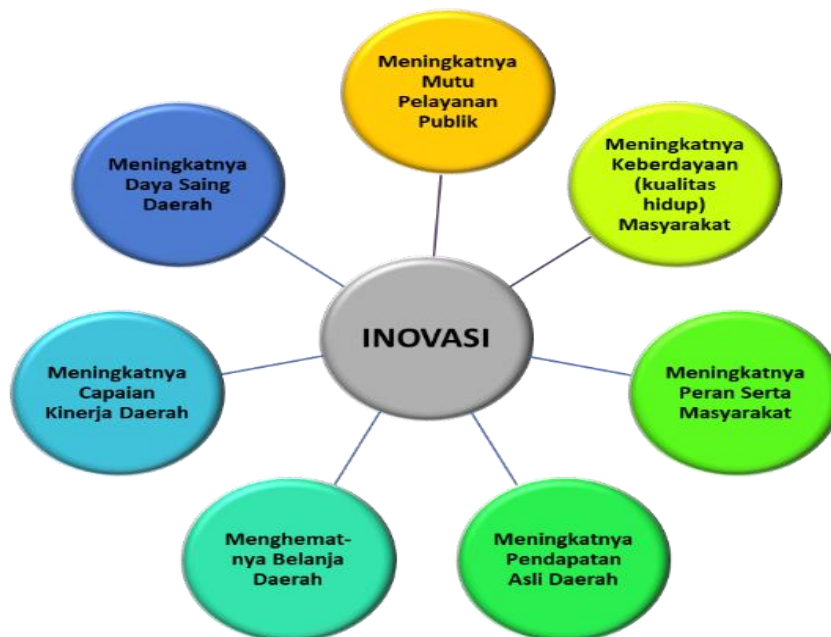 Meningkatnya
Mutu
Pelayanan
Publik
Meningkatnya
Keberdayaan
(kualitas
hidup)
Masyarakat
Meningkatnya
Peran Serta
Masyarakat
Meningkatnya
Pendapatan
Asli Daerah
Menghemat-
nya Belanja
Daerah
Meningkatnya
Capaian
Kinerja Daerah
Meningkatnya
Daya Saing
Daerah
INOVASI